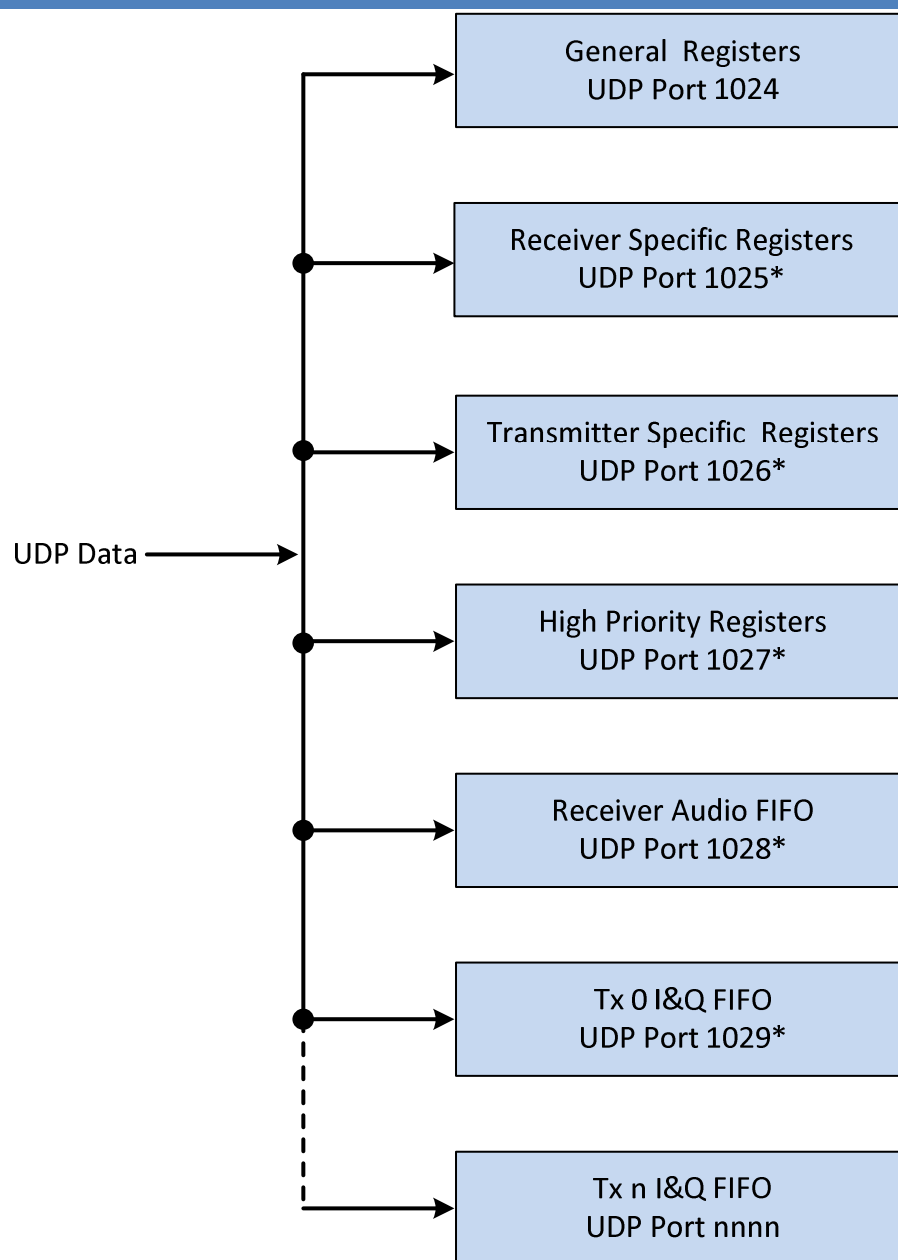 General Registers
UDP Port 1024
Receiver Specific Registers
UDP Port 1025*
Transmitter Specific Registers
UDP Port 1026*
UDP Data
High Priority Registers
UDP Port 1027*
Receiver Audio FIFO
UDP Port 1028*
Tx 0 I&Q FIFO
UDP Port 1029*
Tx n I&Q FIFO
UDP Port nnnn